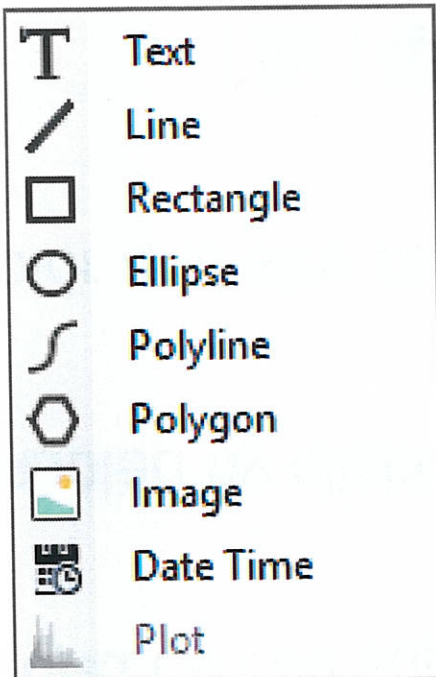 Text
Line
Rectangle
Ellipse
Polyline
Polygon
Image
Date Time
Plot